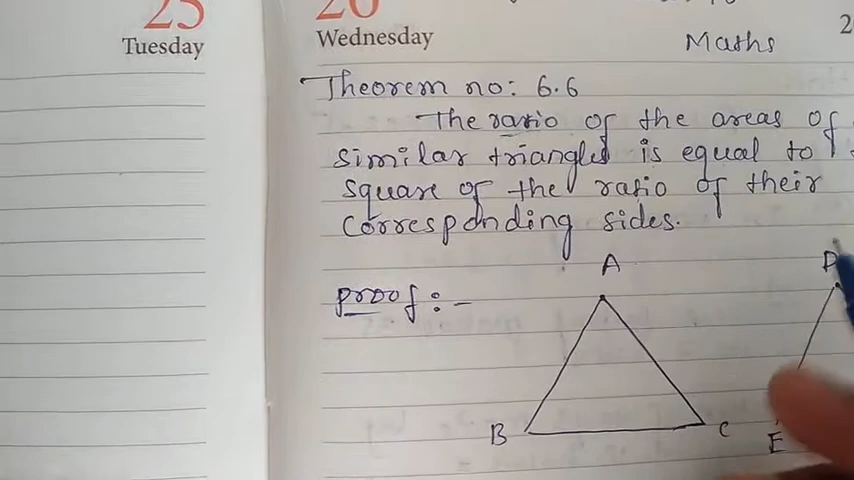 25
Tuesday
26
Wednesday
Maths
2
Theorem no: 6.6
The ratio of the areas of
similar triangles is equal to
square of the ratio of their
corresponding sides.
proof :-
A
D
B
C
E